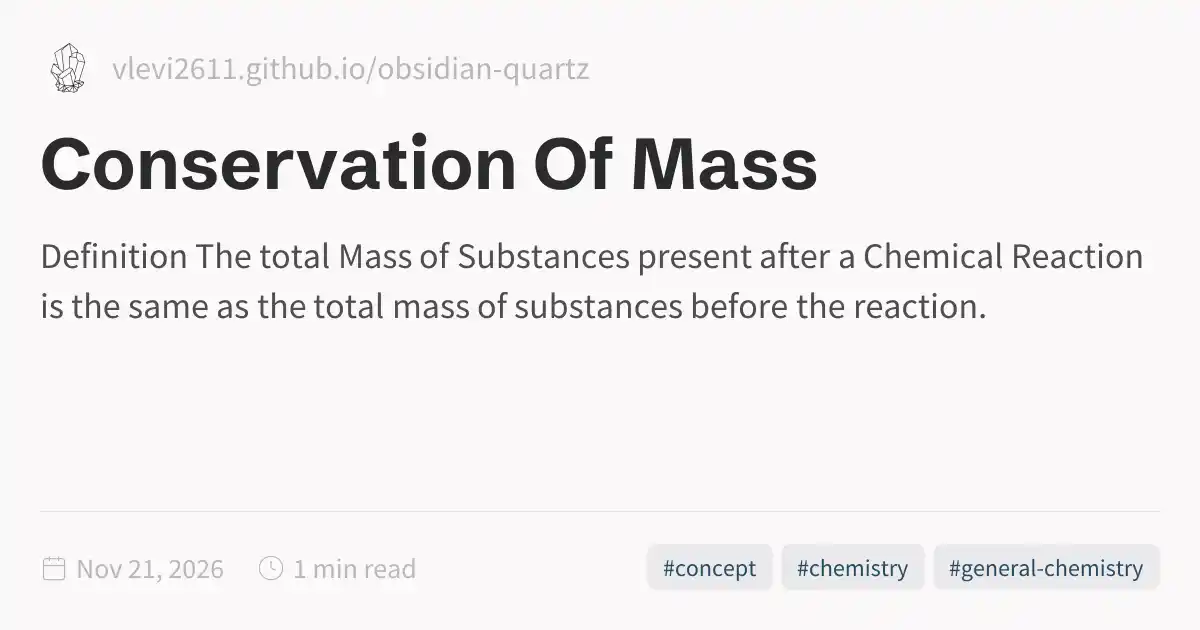 vlevi2611.github.io/obsidian-quartz
Conservation Of Mass
Definition The total Mass of Substances present after a Chemical Reaction
is the same as the total mass of substances before the reaction.
Nov 21, 2026 1 min read #concept #chemistry #general-chemistry